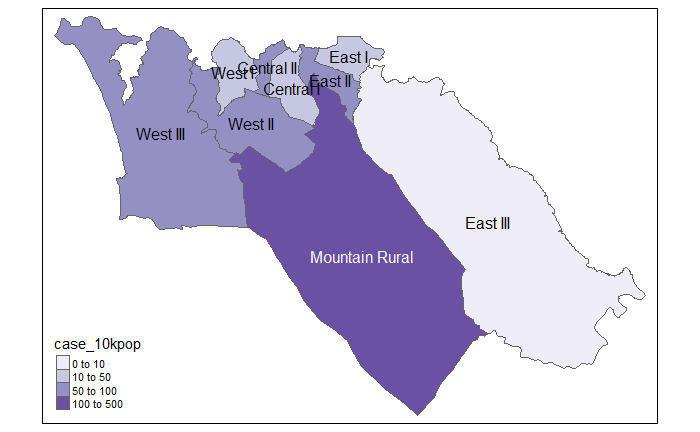 East I
West I
Central II
East II
Central I
West II
West III
East III
Mountain Rural
case_10kpop
0 to 10
10 to 50
50 to 100
100 to 500